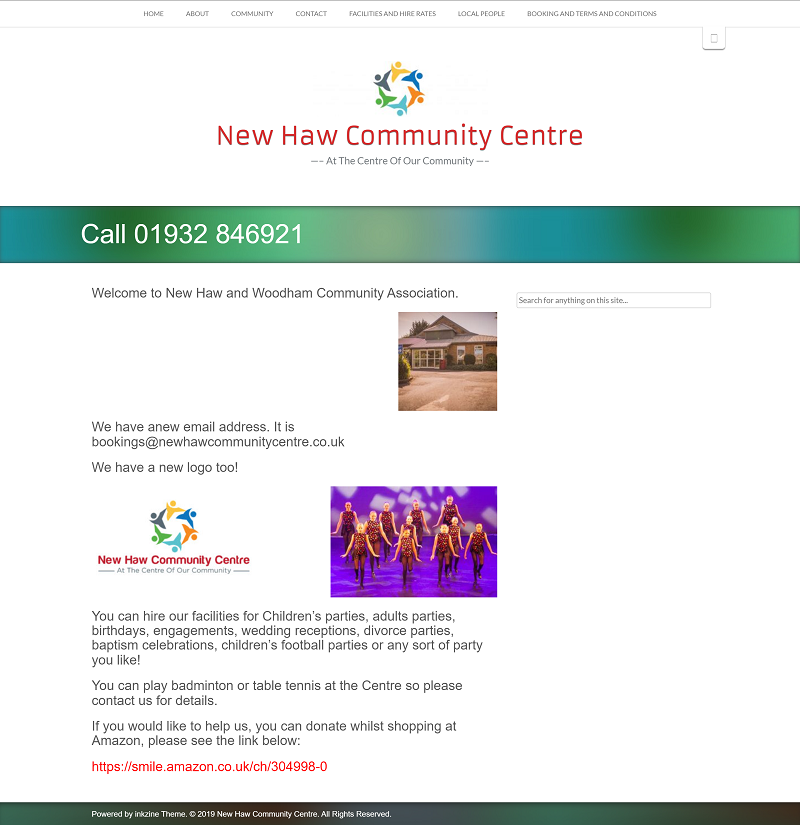 HOME ABOUT COMMUNITY CONTACT FACILITIES AND HIRE RATES LOCAL PEOPLE BOOKING AND TERMS AND CONDITIONS
New Haw Community Centre
—– At The Centre Of Our Community —–
Call 01932 846921
Welcome to New Haw and Woodham Community Association.
Search for anything on this site...
We have anew email address. It is
bookings@newhawcommunitycentre.co.uk
We have a new logo too!
New Haw Community Centre
At The Centre Of Our Community
You can hire our facilities for Children’s parties, adults parties,
birthdays, engagements, wedding receptions, divorce parties,
baptism celebrations, children’s football parties or any sort of party
you like!
You can play badminton or table tennis at the Centre so please
contact us for details.
If you would like to help us, you can donate whilst shopping at
Amazon, please see the link below:
https://smile.amazon.co.uk/ch/304998-0
Powered by inkzine Theme. © 2019 New Haw Community Centre. All Rights Reserved.